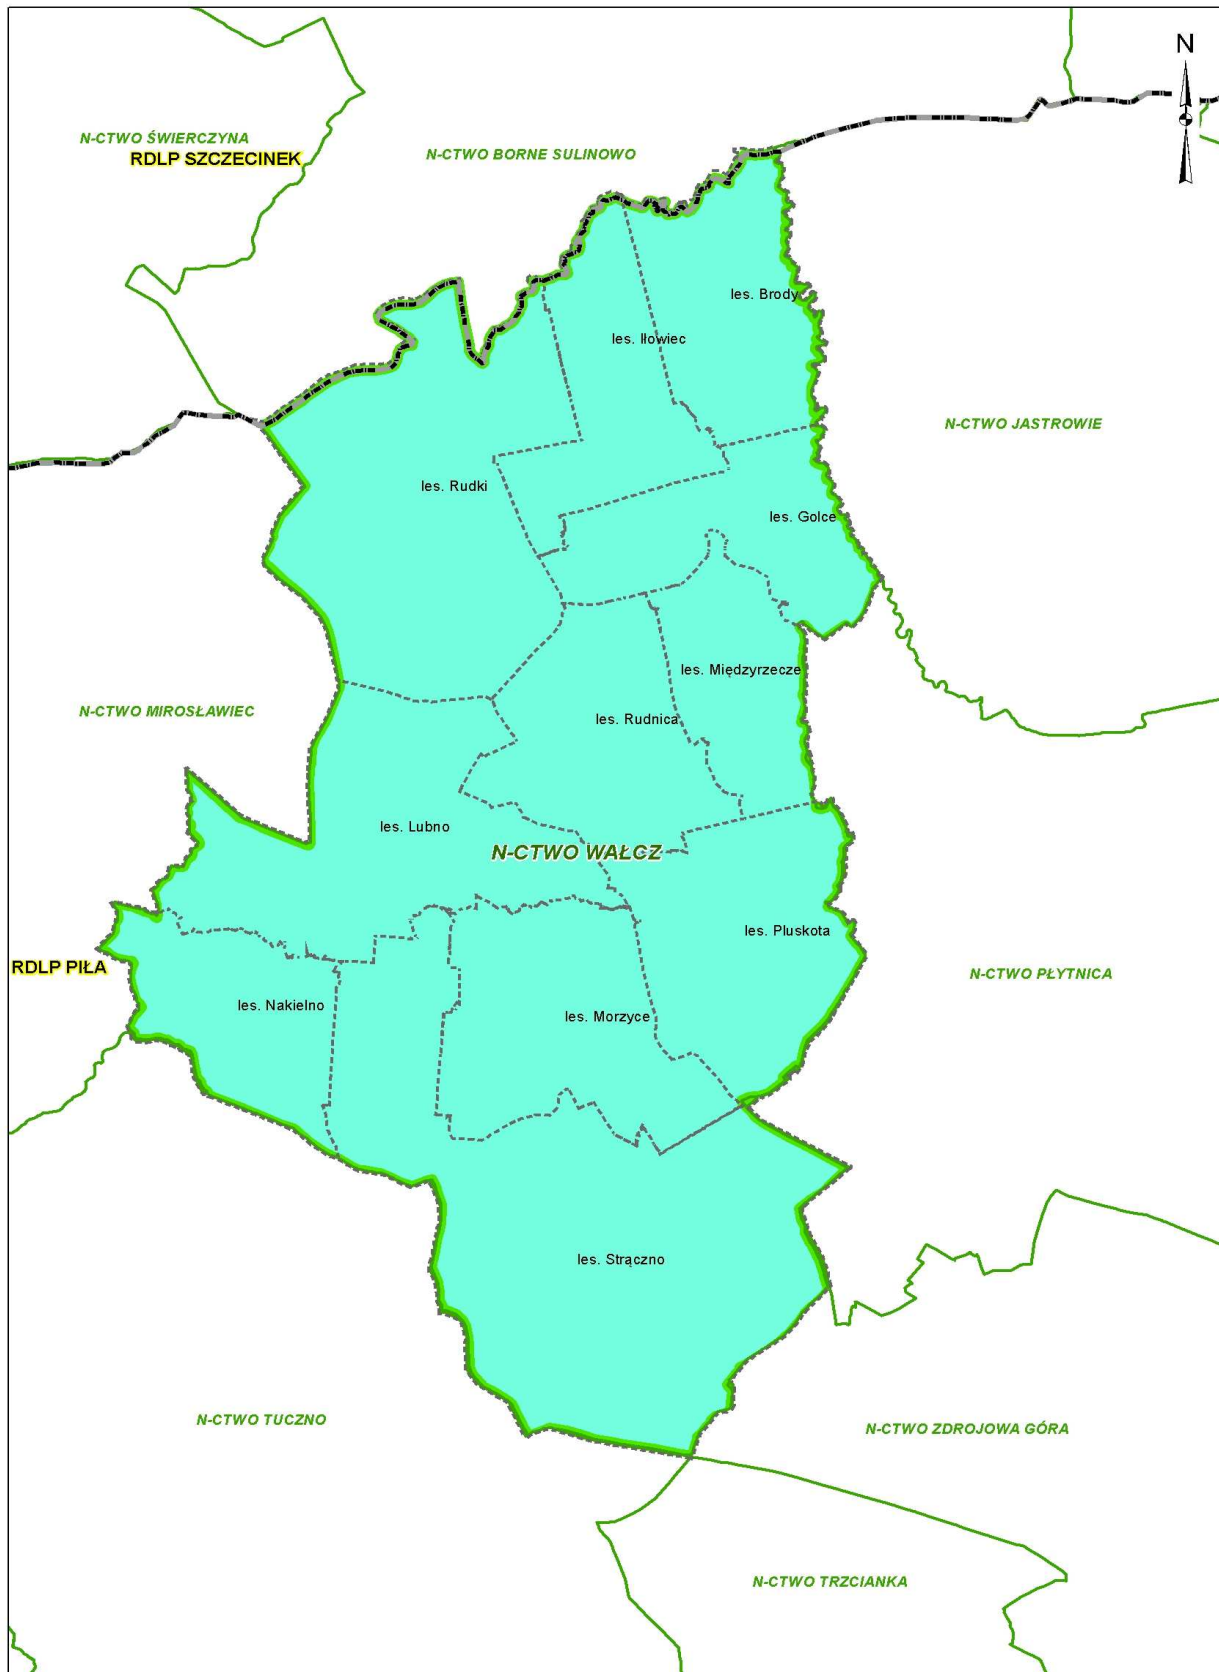 N
N-CTWO ŚWIERCZYNA
RDLP SZCZECINEK
N-CTWO BORNE SULINOWO
les. Brody
les. Iłowiec
N-CTWO JASTROWIE
les. Rudki
les. Golce
les. Międzyrzecze
N-CTWO MIROSŁAWIEC
les. Rudnica
les. Lubno
N-CTWO WAŁCZ
les. Pluskota
RDLP PIŁA
N-CTWO PŁYTNICA
les. Nakielno
les. Morzyce
les. Strączno
N-CTWO TUCZNO
N-CTWO ZDROJOWA GÓRA
N-CTWO TRZCIANKA